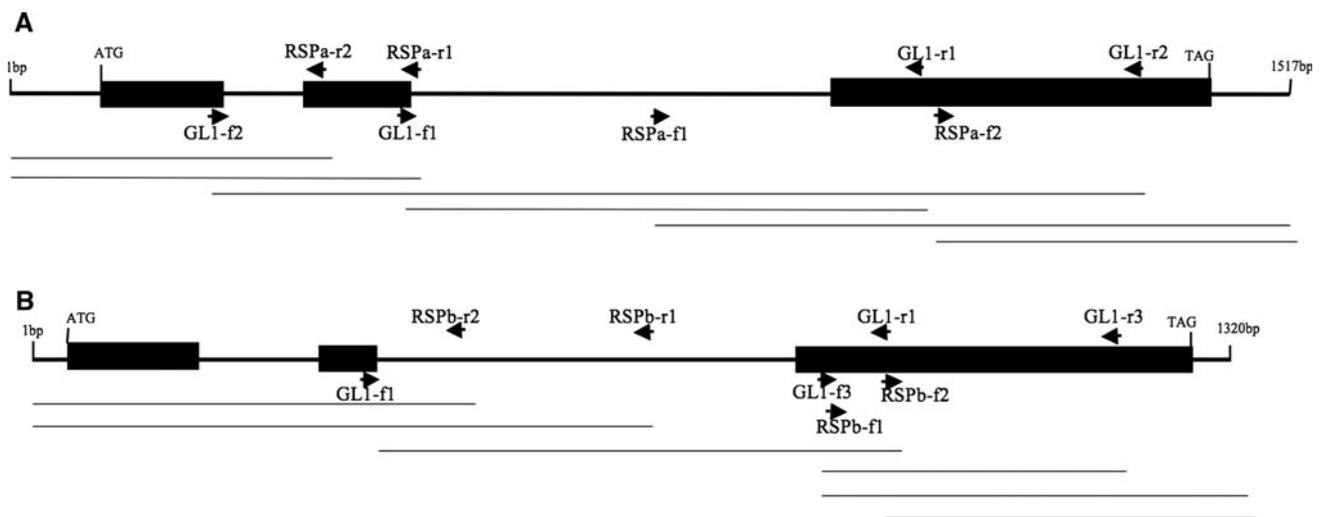 A
ATG
RSPa-r2
RSPa-r1
GL1-r1
GL1-r2
TAG
1bp
1517bp
GL1-f2
GL1-f1
RSPa-f1
RSPa-f2
B
1bp
ATG
RSPb-r2
RSPb-r1
GL1-r1
GL1-r3
TAG
1320bp
GL1-f1
GL1-f3
RSPb-f2
RSPb-f1